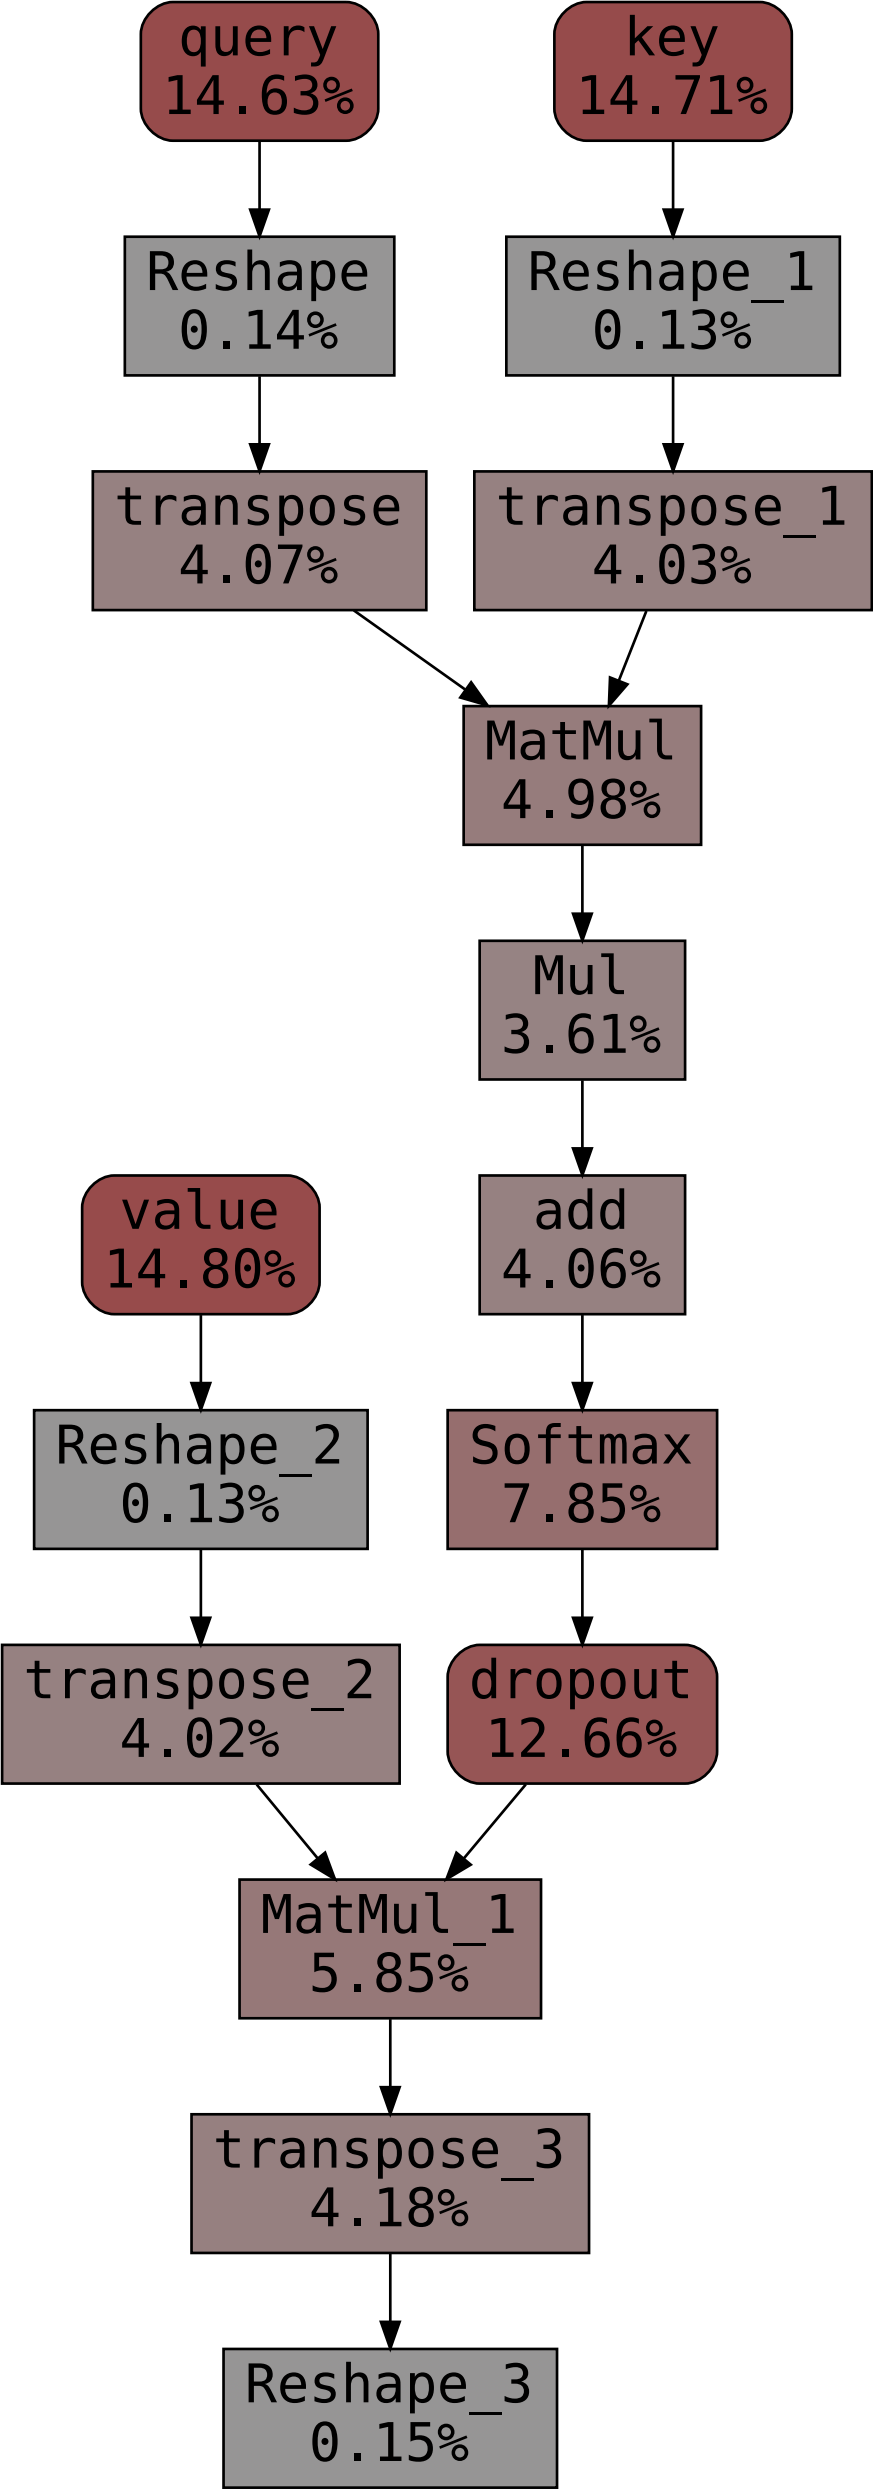 query
14.63%
key
14.71%
Reshape
0.14%
Reshape_1
0.13%
transpose
4.07%
transpose_1
4.03%
MatMul
4.98%
Mul
3.61%
value
14.80%
add
4.06%
Reshape_2
0.13%
Softmax
7.85%
transpose_2
4.02%
dropout
12.66%
MatMul_1
5.85%
transpose_3
4.18%
Reshape_3
0.15%